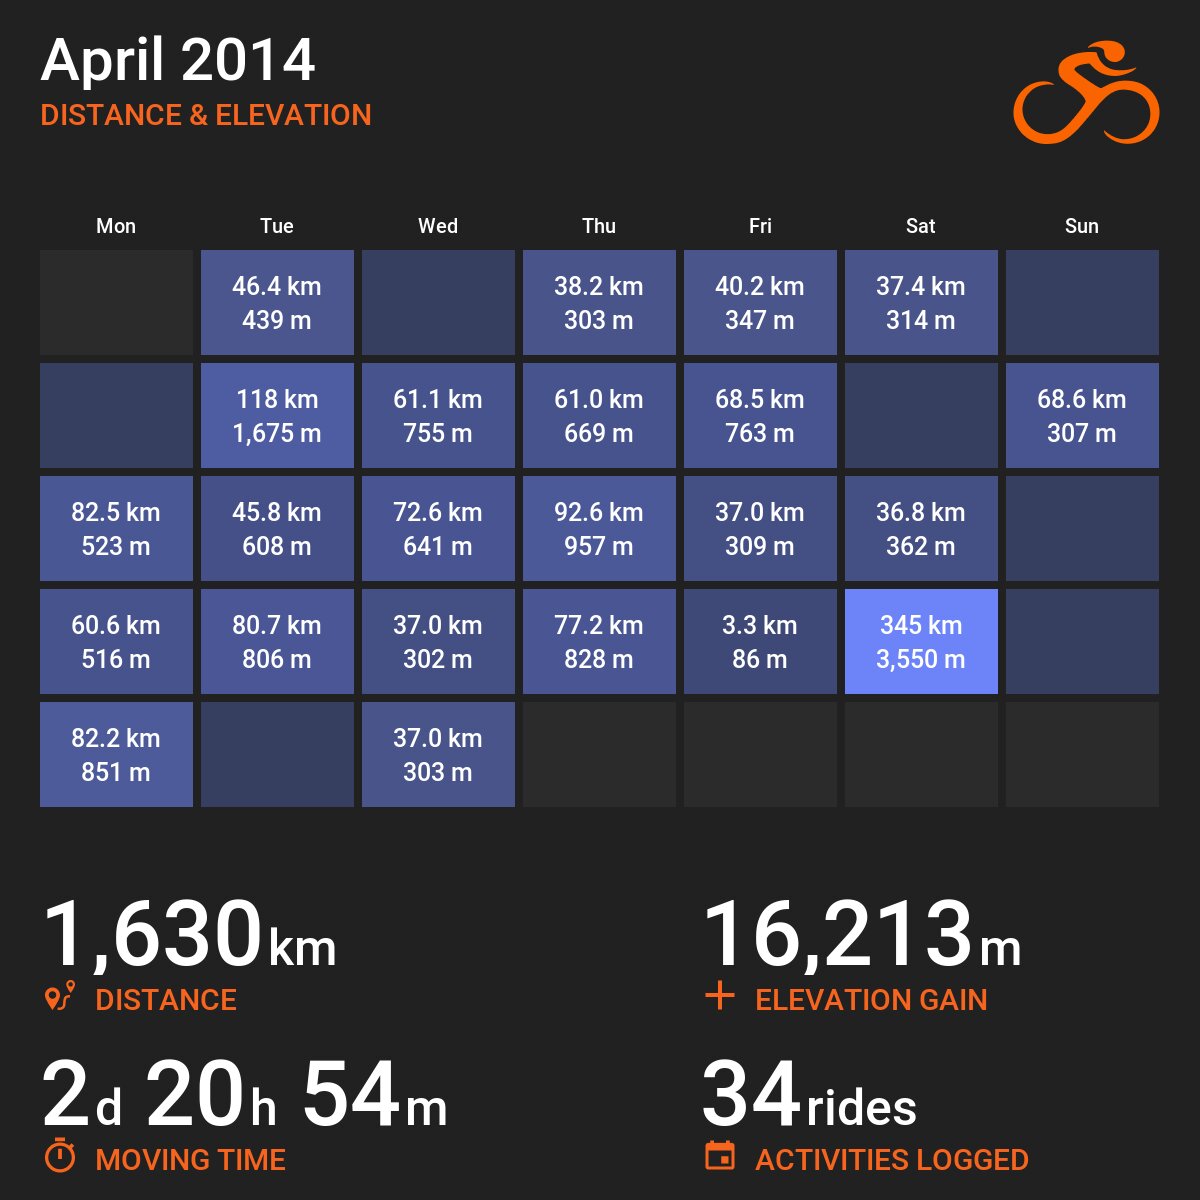 April 2014
DISTANCE & ELEVATION
Mon Tue Wed Thu Fri Sat Sun
46.4 km 38.2 km 40.2 km 37.4 km
439 m 303 m 347 m 314 m
118 km 61.1 km 61.0 km 68.5 km 68.6 km
1,675 m 755 m 669 m 763 m 307 m
82.5 km 45.8 km 72.6 km 92.6 km 37.0 km 36.8 km
523 m 608 m 641 m 957 m 309 m 362 m
60.6 km 80.7 km 37.0 km 77.2 km 3.3 km 345 km
516 m 806 m 302 m 828 m 86 m 3,550 m
82.2 km 37.0 km
851 m 303 m
1,630 km 16,213 m
DISTANCE ELEVATION GAIN
2d 20h 54m 34 rides
MOVING TIME ACTIVITIES LOGGED